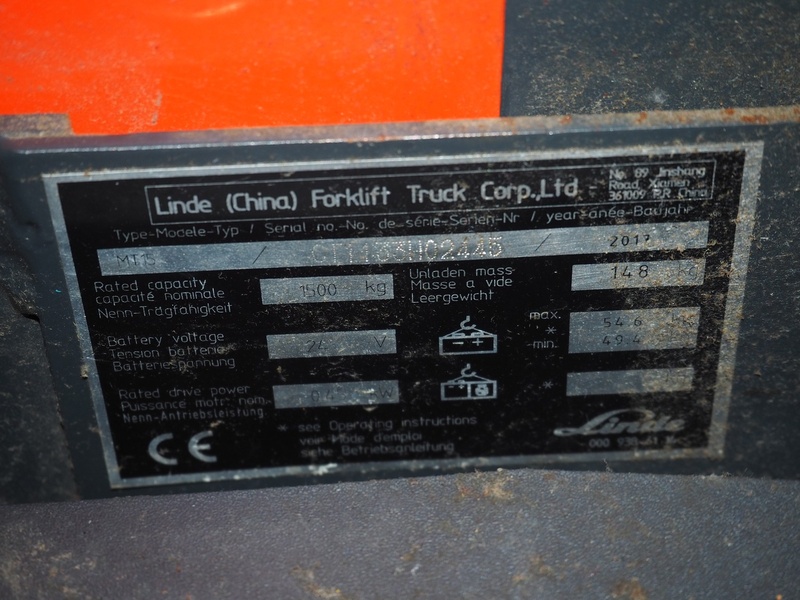 Linde (China) Forklift Truck Corp.,Ltd
No. 89 Jinshang
Road, Xiamen
361009 P.R. China
Type-Modele-Typ / Serial no.-No. de série-Serien-Nr / year-année-Baujahr
MT15 / / 2017
Rated capacity
capacité nominale
Nenn-Trägfahigkeit
1500 kg
Unladen mass
Masse a vide
Leergewicht
148 kg
Battery voltage
Tension batterie
Batteriespannung
24 V
max.
*
min.
54.6 kg
49.4
Rated drive power
Puissance motr. nom.
Nenn-Antriebsleistung
*
* see Operating instructions
voir Mode d'emploi
siehe Betriebsanleitung
CE
Linde